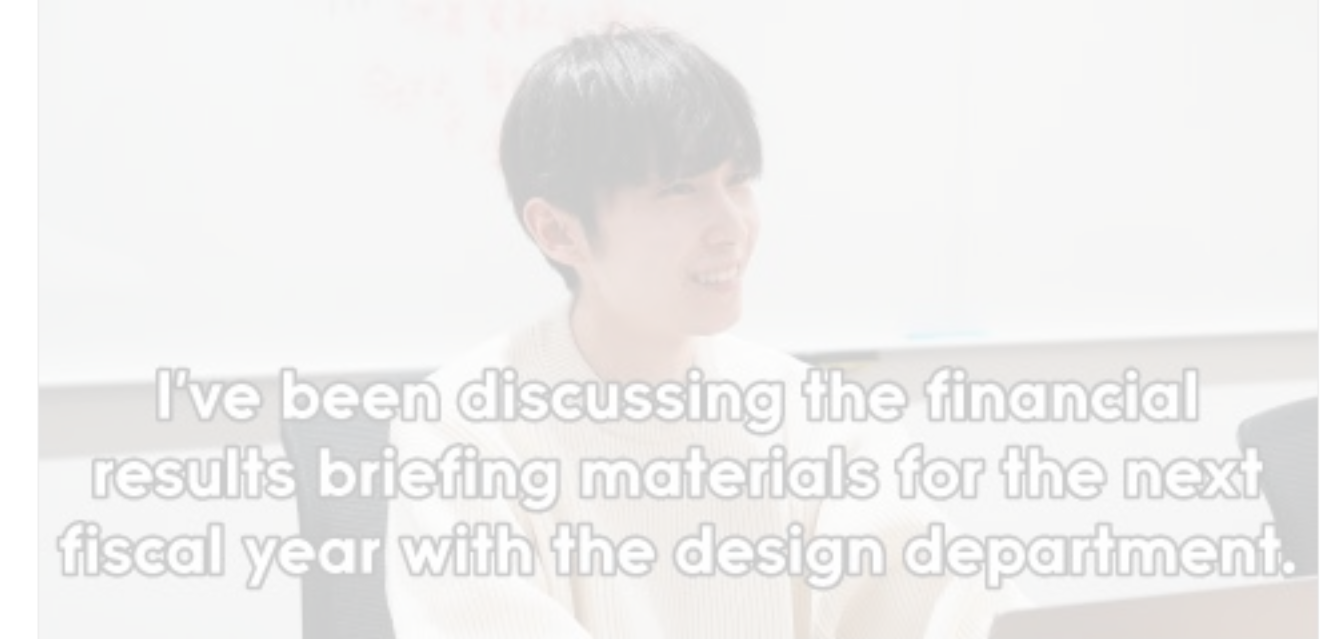 I've been discussing the financial
results briefing materials for the next
fiscal year with the design department.